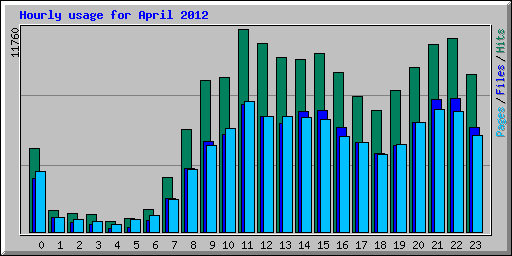 Hourly usage for April 2012
11760
Pages / Files / Hits
0 1 2 3 4 5 6 7 8 9 10 11 12 13 14 15 16 17 18 19 20 21 22 23